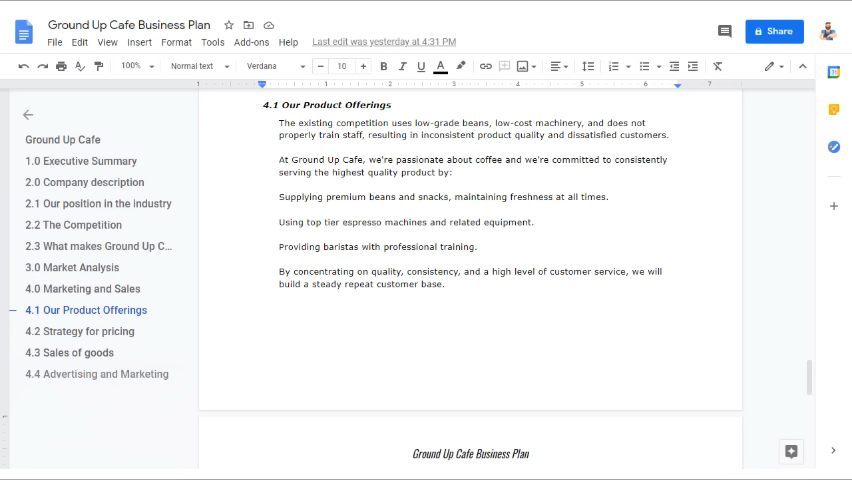 Ground Up Cafe Business Plan
File Edit View Insert Format Tools Add-ons Help Last edit was yesterday at 4:31 PM
Share
100% Normal text Verdana 10 B I U A
1 1 2 3 4 5 6 7
Ground Up Cafe
1.0 Executive Summary
2.0 Company description
2.1 Our position in the industry
2.2 The Competition
2.3 What makes Ground Up C...
3.0 Market Analysis
4.0 Marketing and Sales
4.1 Our Product Offerings
4.2 Strategy for pricing
4.3 Sales of goods
4.4 Advertising and Marketing
4.1 Our Product Offerings
The existing competition uses low-grade beans, low-cost machinery, and does not
properly train staff, resulting in inconsistent product quality and dissatisfied customers.
At Ground Up Cafe, we're passionate about coffee and we're committed to consistently
serving the highest quality product by:
Supplying premium beans and snacks, maintaining freshness at all times.
Using top tier espresso machines and related equipment.
Providing baristas with professional training.
By concentrating on quality, consistency, and a high level of customer service, we will
build a steady repeat customer base.
Ground Up Cafe Business Plan